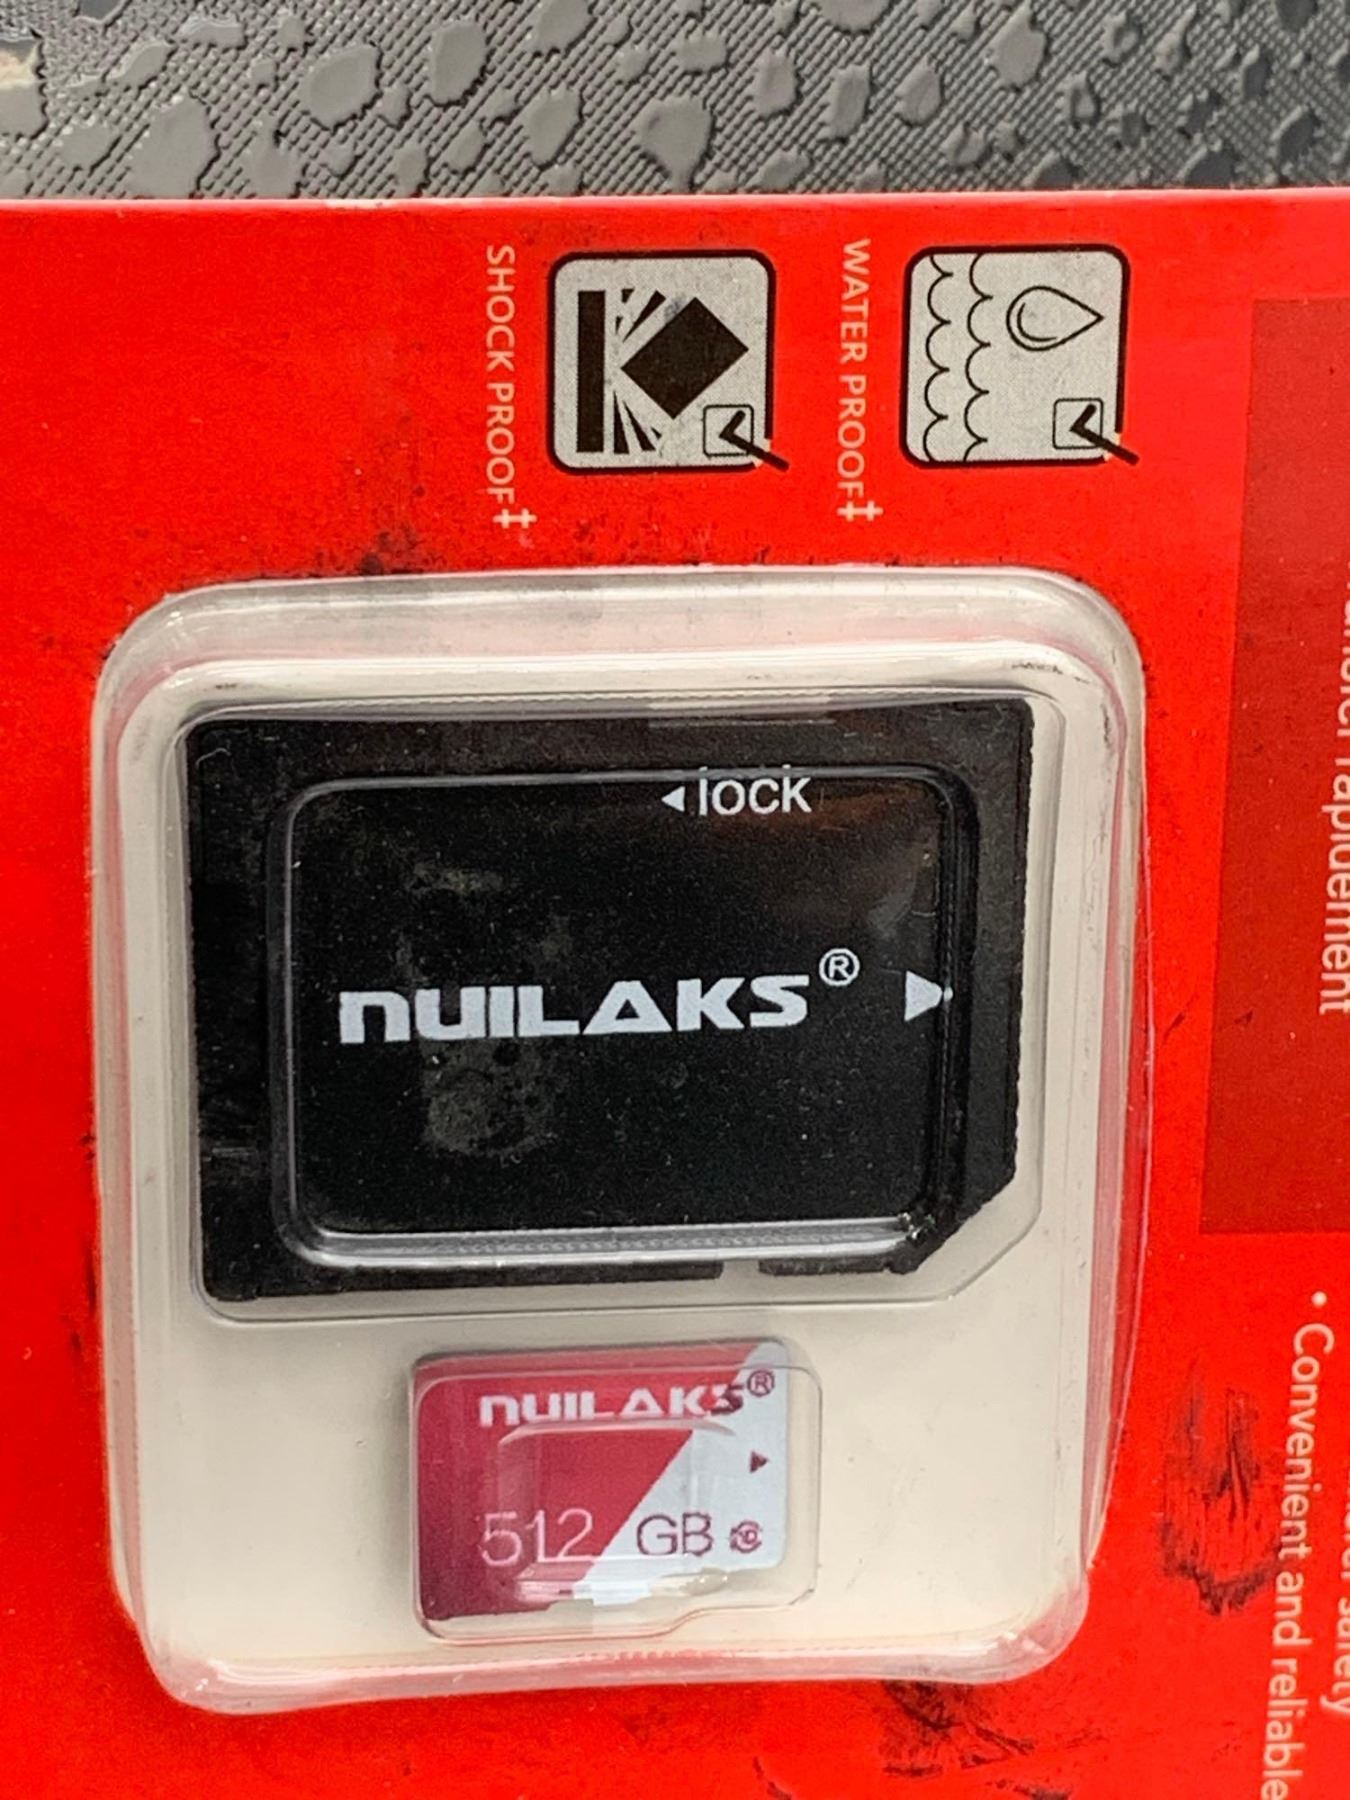 WATER PROOF‡
SHOCK PROOF‡
rapidement
• Convenient and reliable
◂lock
NUILAKS®
NUILAKS®
512 GB